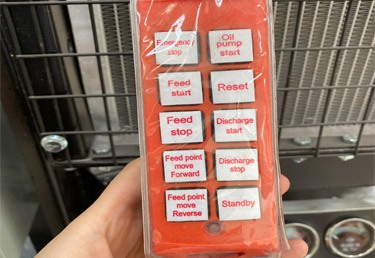 Emergency
stop
Oil
pump
start
Feed
start
Reset
Feed
stop
Discharge
start
Feed point
move
Forward
Discharge
stop
Feed point
move
Reverse
Standby